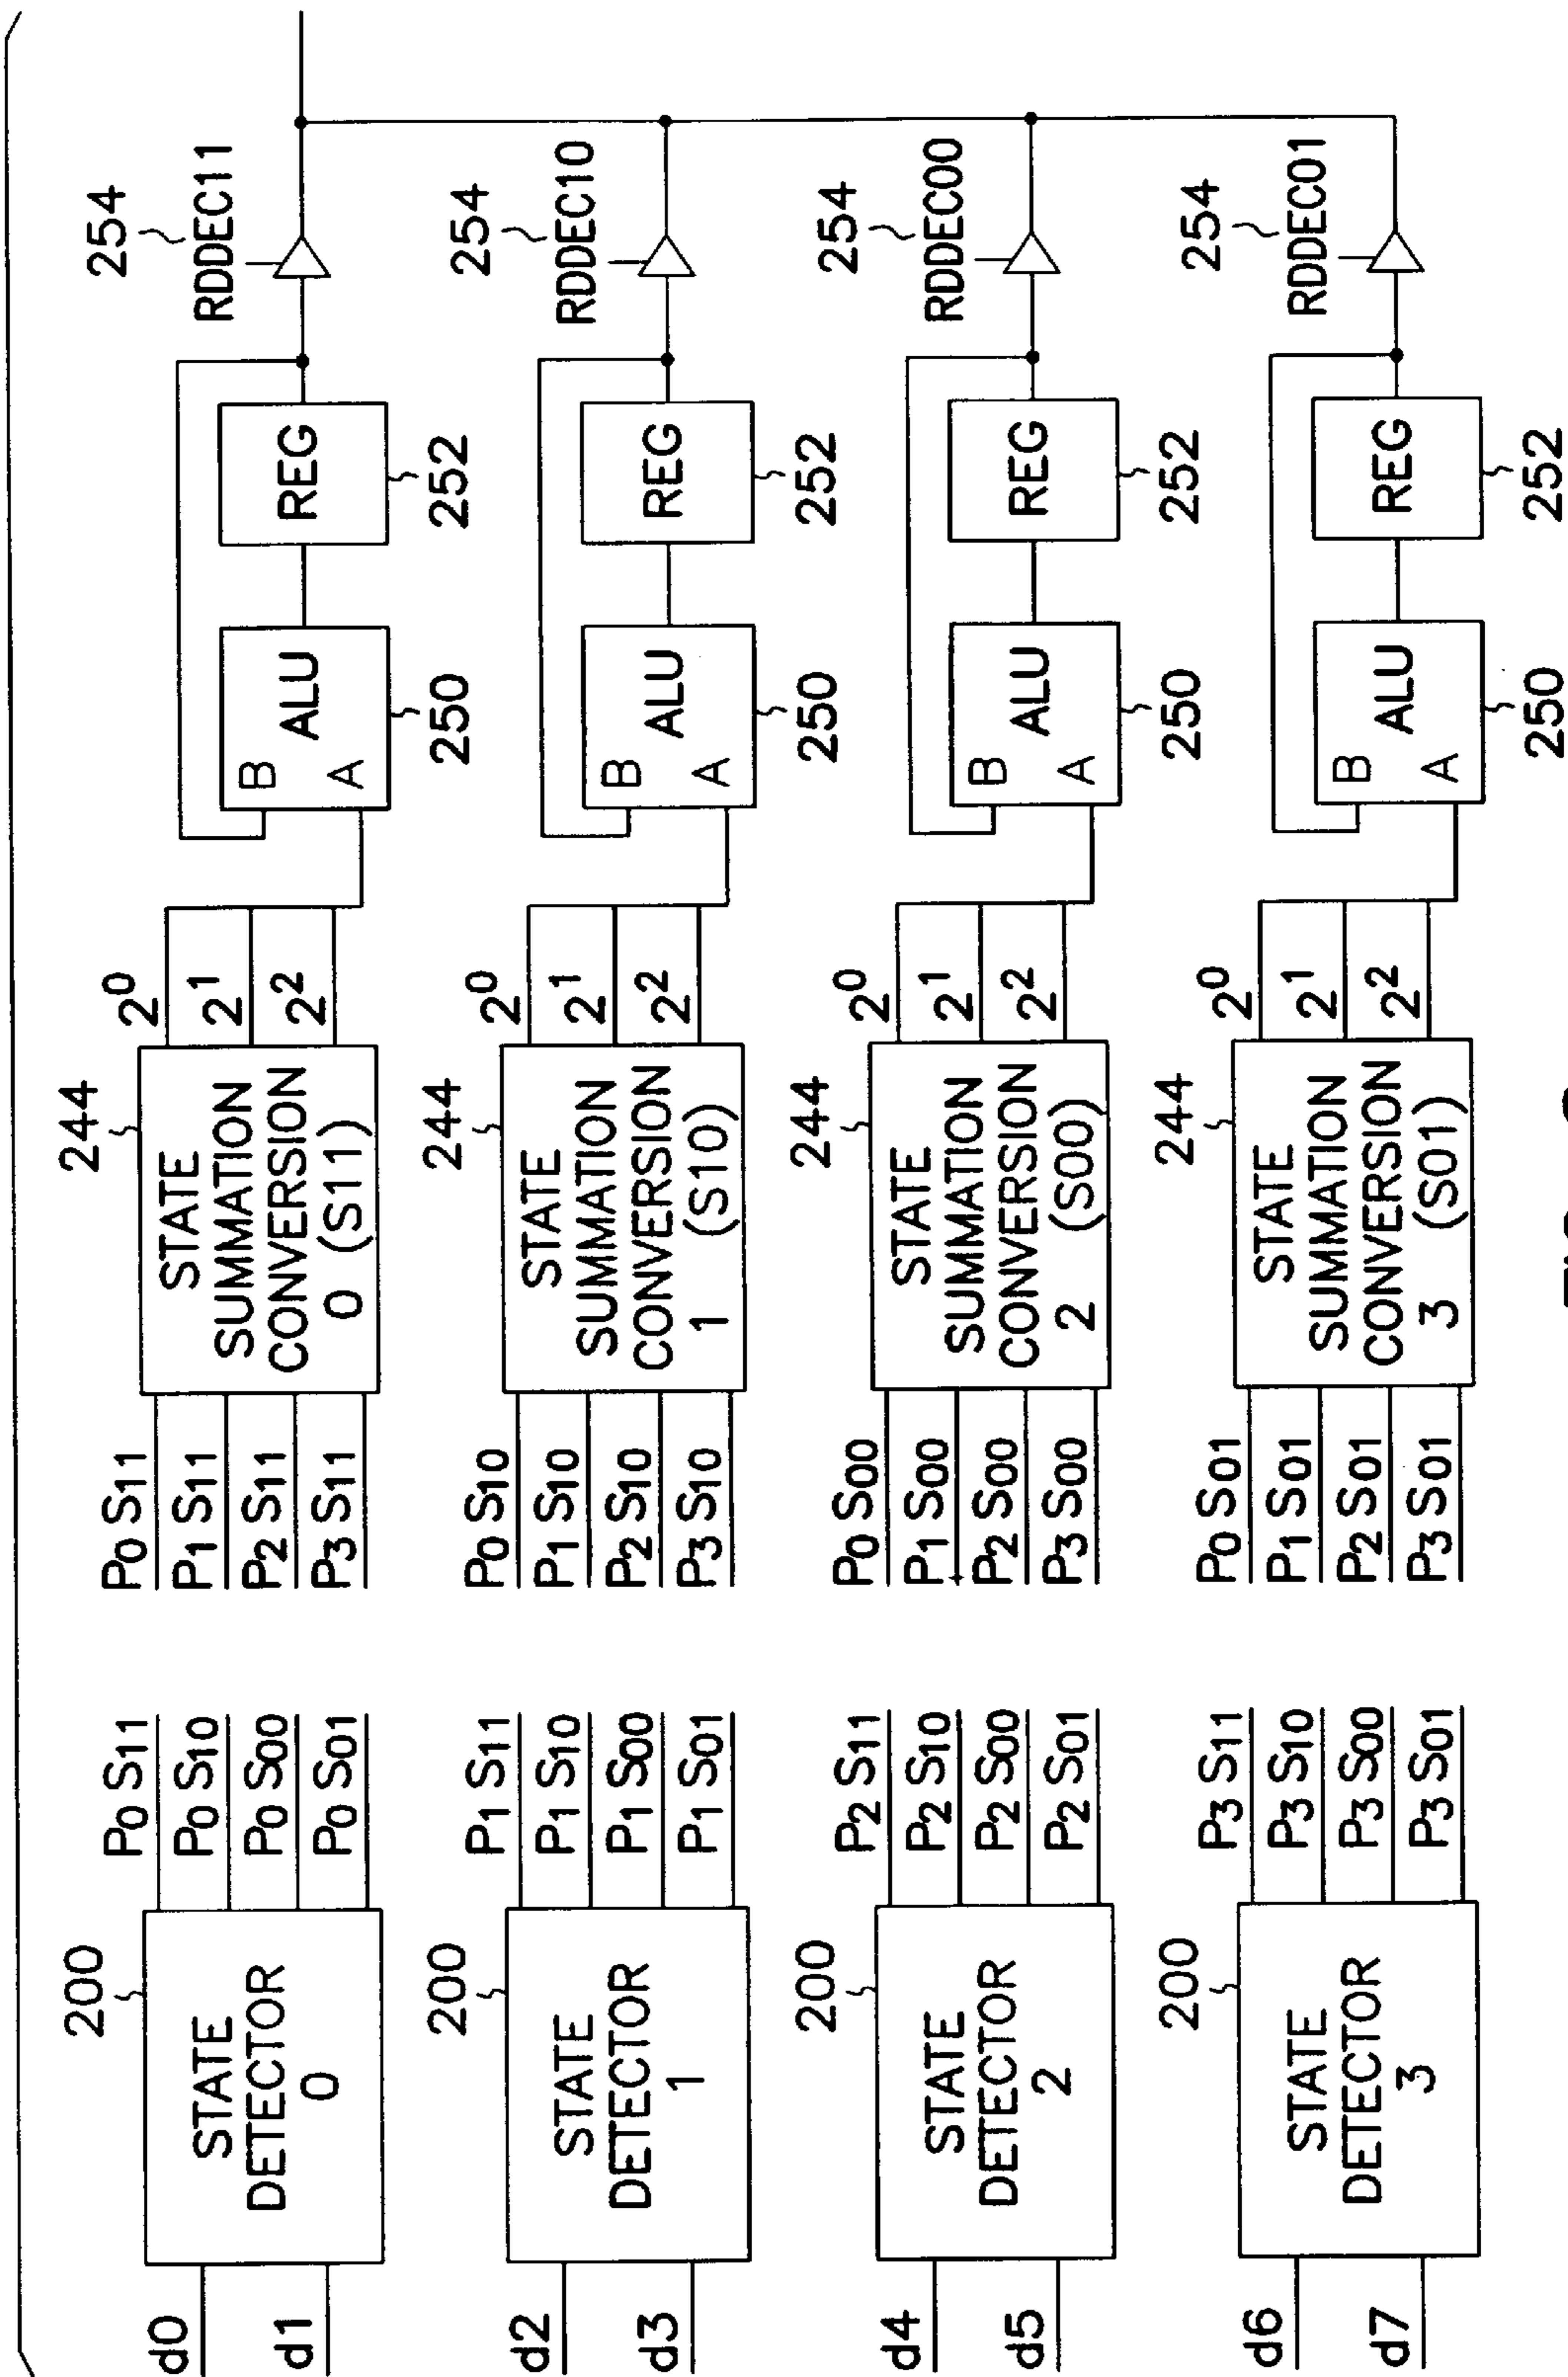 d0
d1
200
STATE
DETECTOR
0
P0 S11
P0 S10
P0 S00
P0 S01
P0 S11
P1 S11
P2 S11
P3 S11
244
STATE
SUMMATION
CONVERSION
0 (S11)
2^0
2^1
2^2
B
A
ALU
250
REG
252
254
RDDEC11
d2
d3
200
STATE
DETECTOR
1
P1 S11
P1 S10
P1 S00
P1 S01
P0 S10
P1 S10
P2 S10
P3 S10
244
STATE
SUMMATION
CONVERSION
1 (S10)
2^0
2^1
2^2
B
A
ALU
250
REG
252
254
RDDEC10
d4
d5
200
STATE
DETECTOR
2
P2 S11
P2 S10
P2 S00
P2 S01
P0 S00
P1 S00
P2 S00
P3 S00
244
STATE
SUMMATION
CONVERSION
2 (S00)
2^0
2^1
2^2
B
A
ALU
250
REG
252
254
RDDEC00
d6
d7
200
STATE
DETECTOR
3
P3 S11
P3 S10
P3 S00
P3 S01
P0 S01
P1 S01
P2 S01
P3 S01
244
STATE
SUMMATION
CONVERSION
3 (S01)
2^0
2^1
2^2
B
A
ALU
250
REG
252
254
RDDEC01